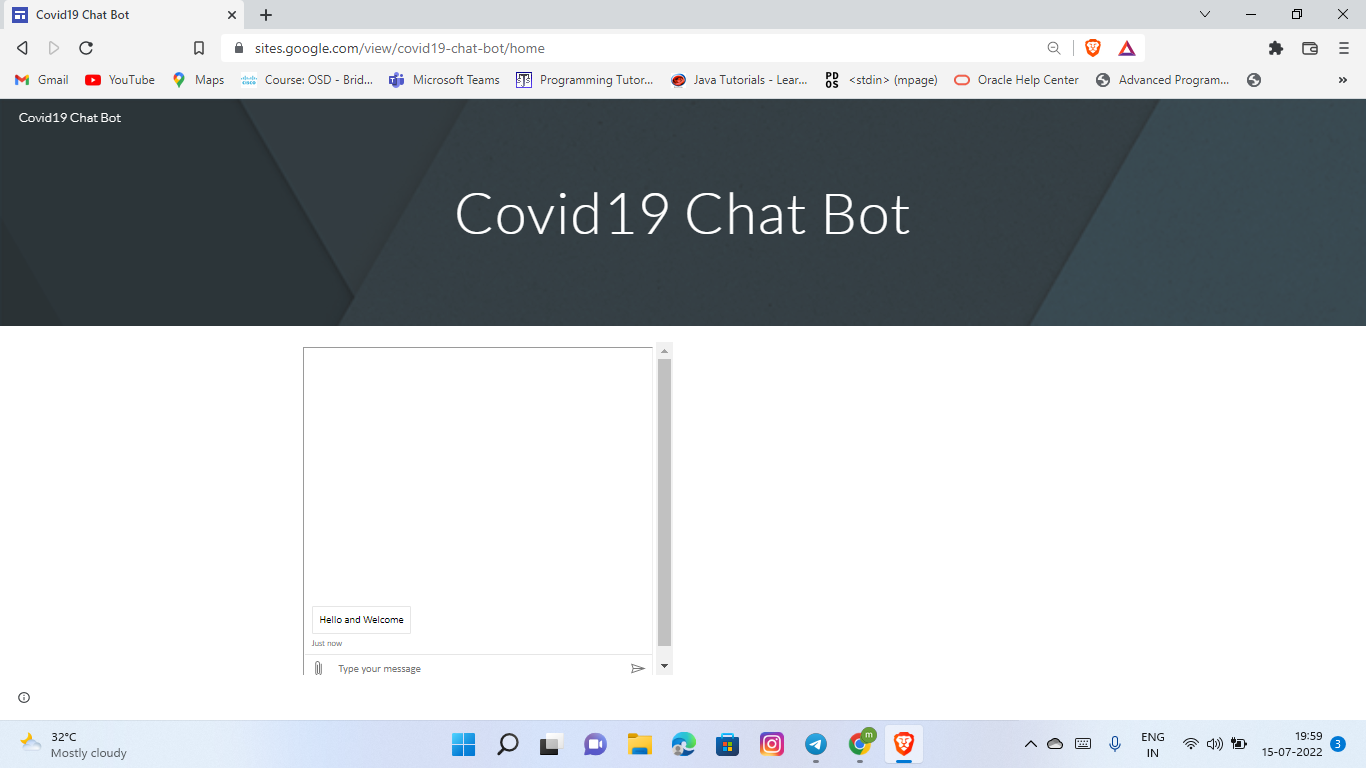 Covid19 Chat Bot
sites.google.com/view/covid19-chat-bot/home
Gmail YouTube Maps Course: OSD - Brid... Microsoft Teams Programming Tutor... Java Tutorials - Lear... PD OS <stdin> (mpage) Oracle Help Center Advanced Program... »
Covid19 Chat Bot
Covid19 Chat Bot
Hello and Welcome
Just now
Type your message
32°C
Mostly cloudy
m
ENG
IN
19:59
15-07-2022
3